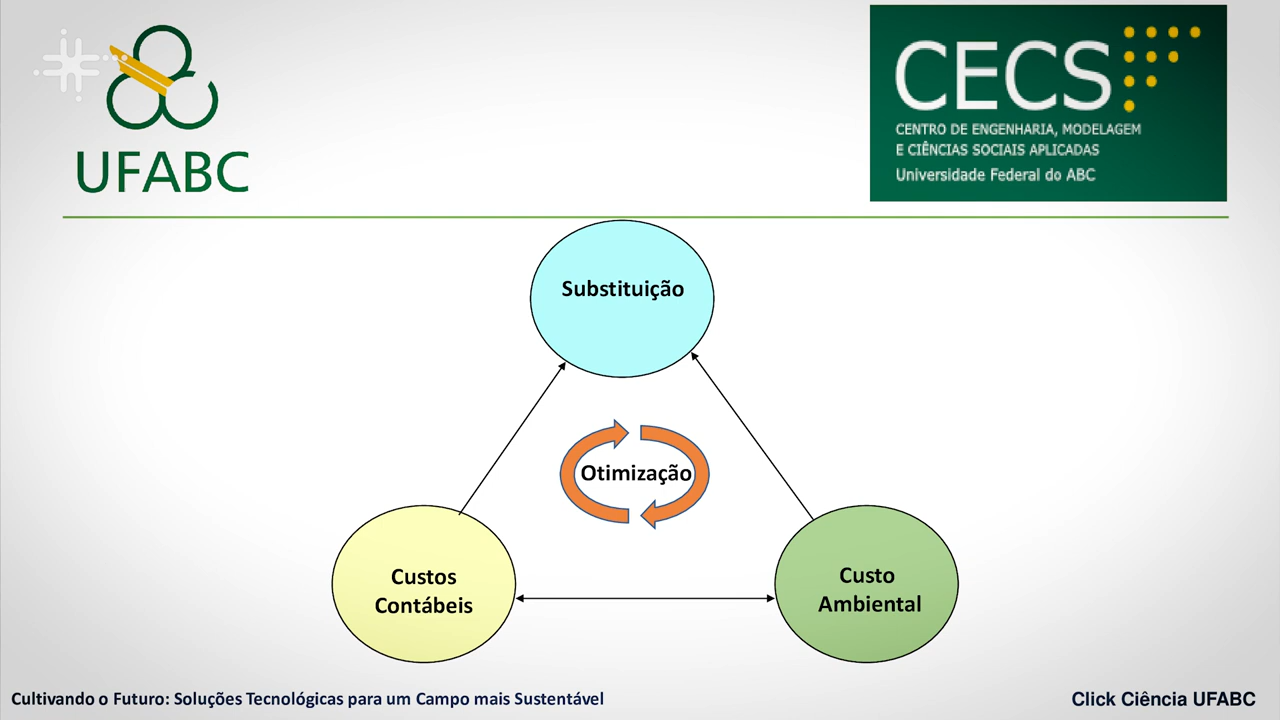 UFABC
CECS
CENTRO DE ENGENHARIA, MODELAGEM
E CIÊNCIAS SOCIAIS APLICADAS
Universidade Federal do ABC
Substituição
Otimização
Custos
Contábeis
Custo
Ambiental
Cultivando o Futuro: Soluções Tecnológicas para um Campo mais Sustentável
Click Ciência UFABC